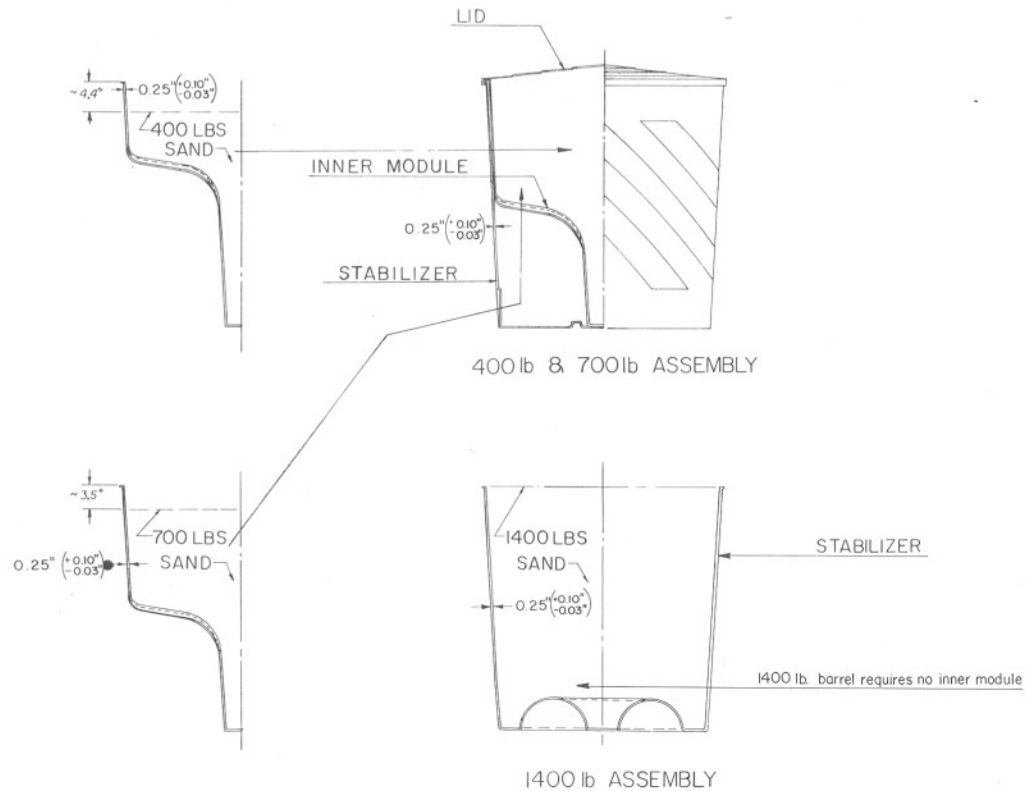 LID
~4.4"
0.25"(+0.10" -0.03")
400 LBS
SAND
INNER MODULE
0.25"(+0.10" -0.03")
STABILIZER
400 lb & 700 lb ASSEMBLY
~3.5"
700 LBS
SAND
0.25"(+0.10" -0.03")
1400 LBS
SAND
0.25"(+0.10" -0.03")
STABILIZER
1400 lb. barrel requires no inner module
1400 lb ASSEMBLY